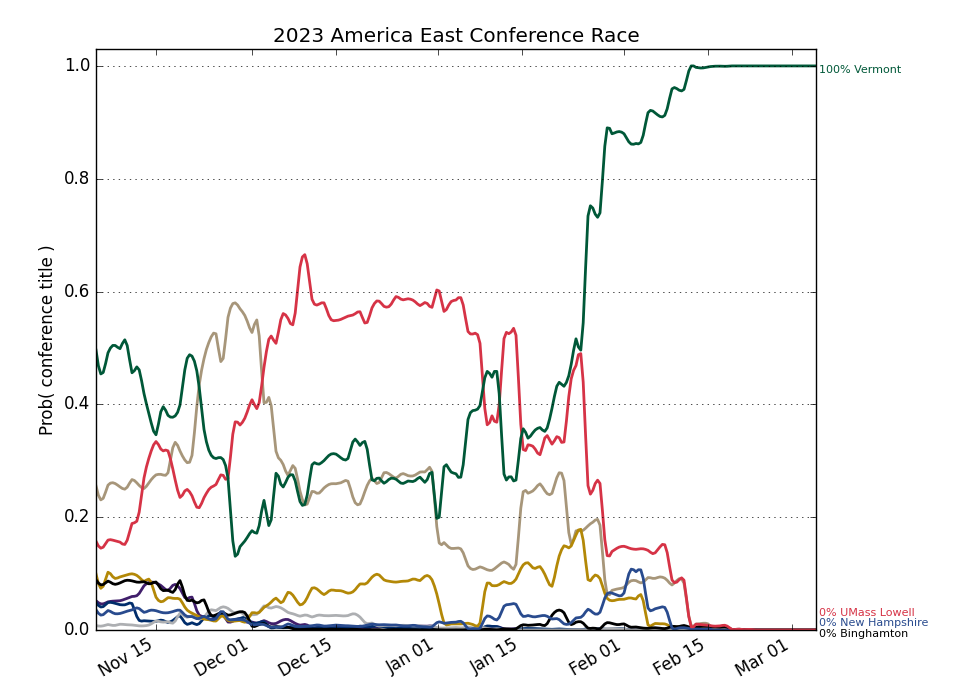 2023 America East Conference Race
Prob( conference title )
1.0
0.8
0.6
0.4
0.2
0.0
Nov 15
Dec 01
Dec 15
Jan 01
Jan 15
Feb 01
Feb 15
Mar 01
100% Vermont
0% UMass Lowell
0% New Hampshire
0% Binghamton